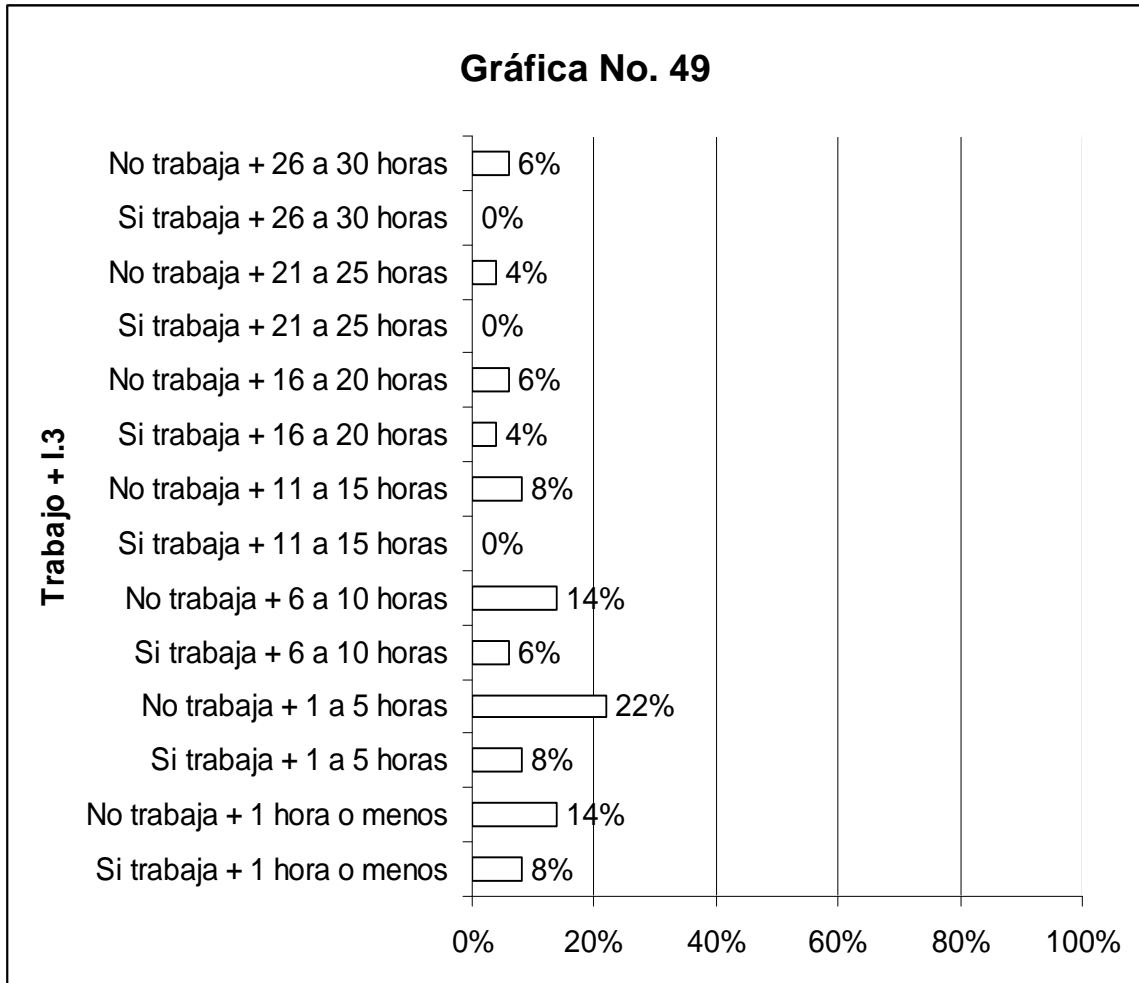 Gráfica No. 49
Trabajo + I.3
No trabaja + 26 a 30 horas 6%
Si trabaja + 26 a 30 horas 0%
No trabaja + 21 a 25 horas 4%
Si trabaja + 21 a 25 horas 0%
No trabaja + 16 a 20 horas 6%
Si trabaja + 16 a 20 horas 4%
No trabaja + 11 a 15 horas 8%
Si trabaja + 11 a 15 horas 0%
No trabaja + 6 a 10 horas 14%
Si trabaja + 6 a 10 horas 6%
No trabaja + 1 a 5 horas 22%
Si trabaja + 1 a 5 horas 8%
No trabaja + 1 hora o menos 14%
Si trabaja + 1 hora o menos 8%
0% 20% 40% 60% 80% 100%